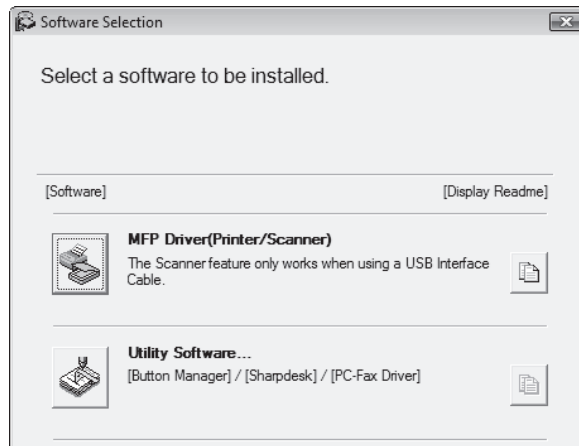 Software Selection
Select a software to be installed.
[Software] [Display Readme]
MFP Driver(Printer/Scanner)
The Scanner feature only works when using a USB Interface
Cable.
Utility Software...
[Button Manager] / [Sharpdesk] / [PC-Fax Driver]